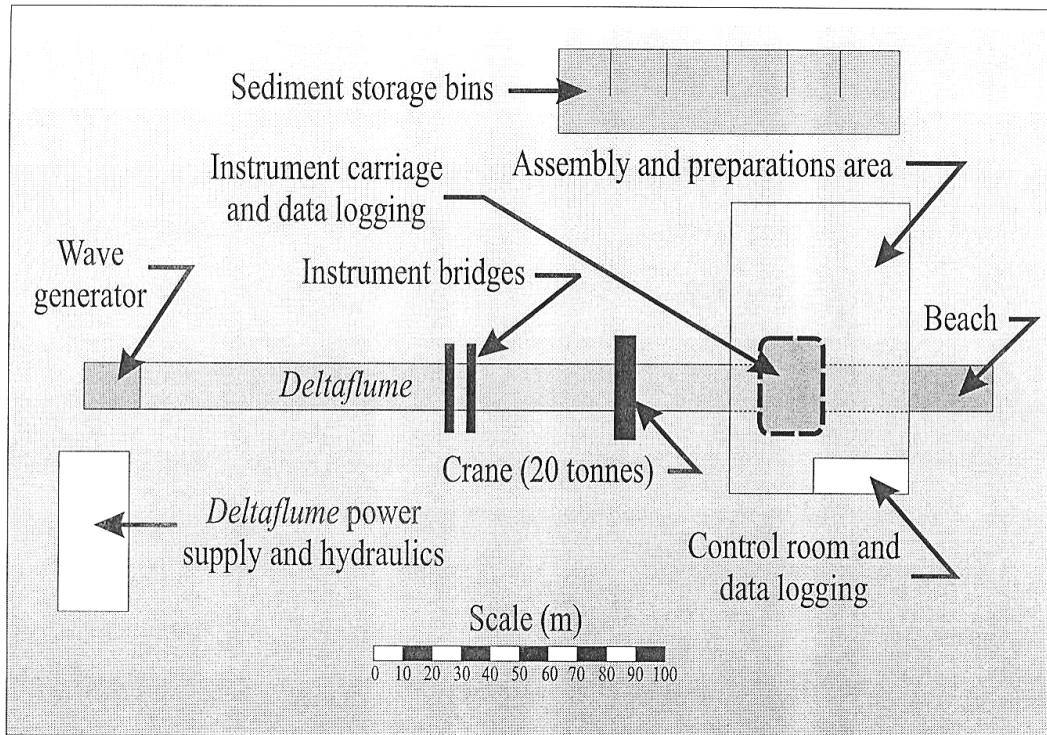 Sediment storage bins
Instrument carriage
and data logging
Assembly and preparations area
Wave
generator
Instrument bridges
Beach
Deltaflume
Crane (20 tonnes)
Deltaflume power
supply and hydraulics
Control room and
data logging
Scale (m)
0 10 20 30 40 50 60 70 80 90 100